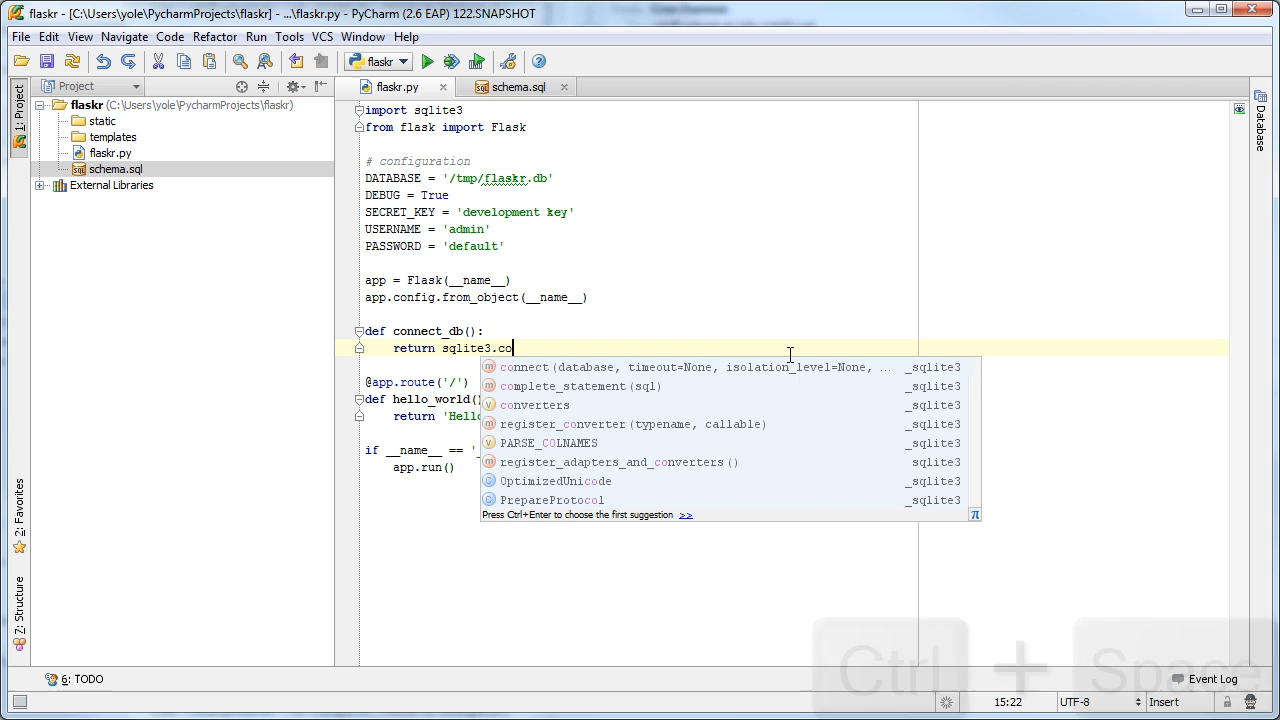 flaskr - [C:\Users\yole\PycharmProjects\flaskr] - ...\flaskr.py - PyCharm (2.6 EAP) 122.SNAPSHOT
File Edit View Navigate Code Refactor Run Tools VCS Window Help
flaskr
1: Project
Project
flaskr (C:\Users\yole\PycharmProjects\flaskr)
static
templates
flaskr.py
schema.sql
External Libraries
flaskr.py schema.sql
import sqlite3
from flask import Flask
# configuration
DATABASE = '/tmp/flaskr.db'
DEBUG = True
SECRET_KEY = 'development key'
USERNAME = 'admin'
PASSWORD = 'default'
app = Flask(__name__)
app.config.from_object(__name__)
def connect_db():
return sqlite3.co
@app.route('/')
def hello_world(
return 'Hell
if __name__ == '_
app.run()
connect(database, timeout=None, isolation_level=None, ... _sqlite3
complete_statement(sql) _sqlite3
converters _sqlite3
register_converter(typename, callable) _sqlite3
PARSE_COLNAMES _sqlite3
register_adapters_and_converters() sqlite3
OptimizedUnicode _sqlite3
PrepareProtocol _sqlite3
Press Ctrl+Enter to choose the first suggestion >> π
Database
2: Favorites
Z: Structure
Ctrl + Space
6: TODO
Event Log
15:22 UTF-8 Insert